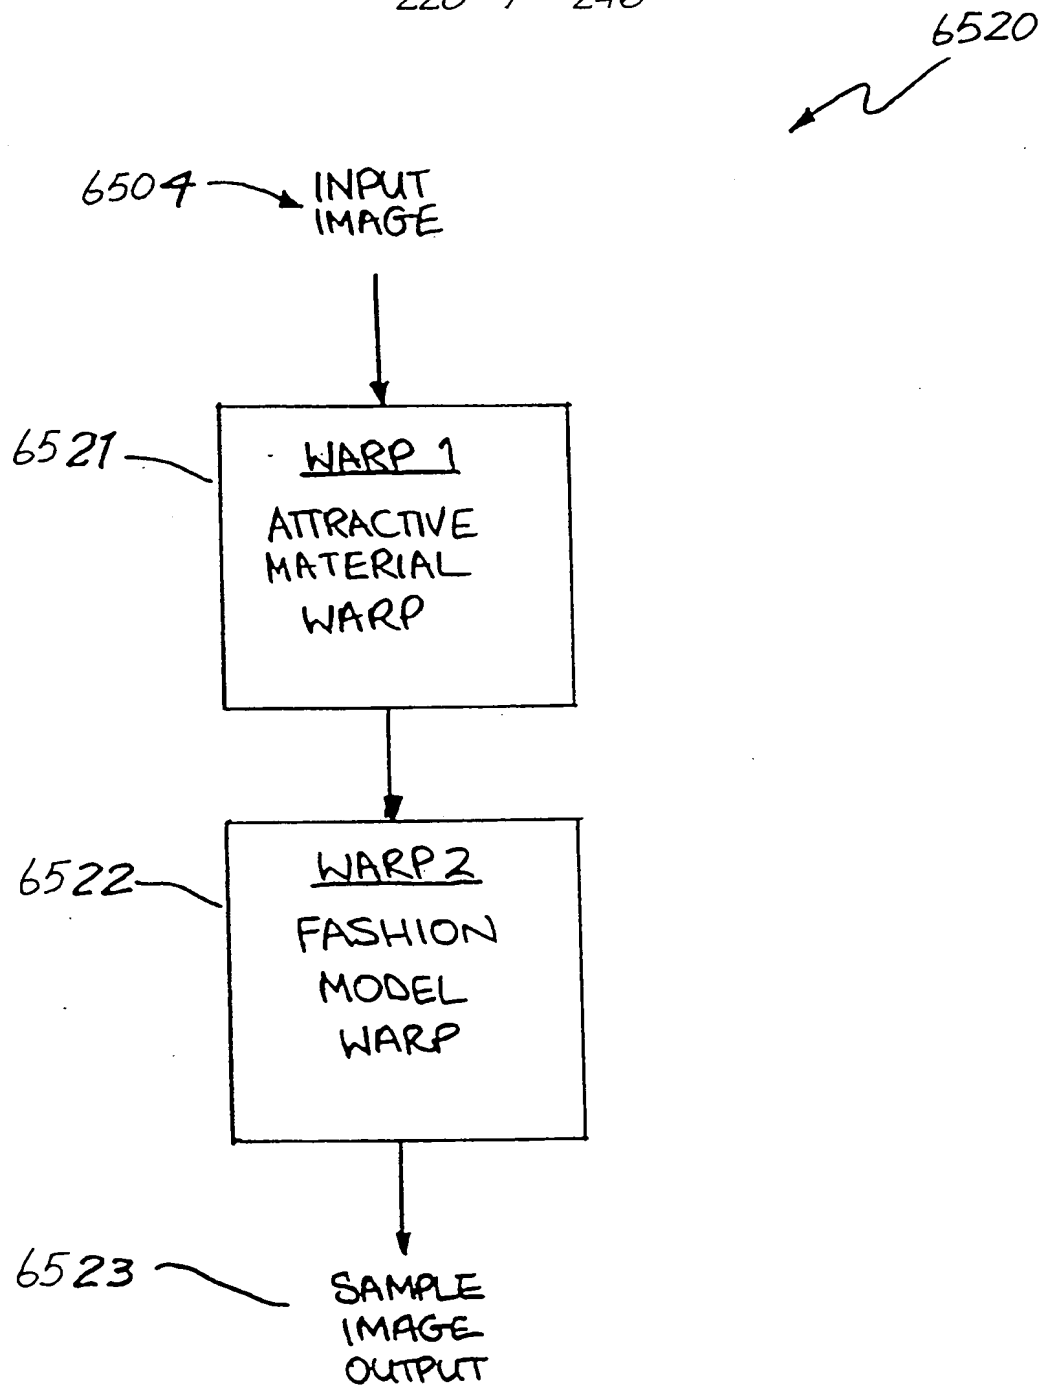 6520
6504
INPUT
IMAGE
6521
WARP 1
ATTRACTIVE
MATERIAL
WARP
6522
WARP 2
FASHION
MODEL
WARP
6523
SAMPLE
IMAGE
OUTPUT